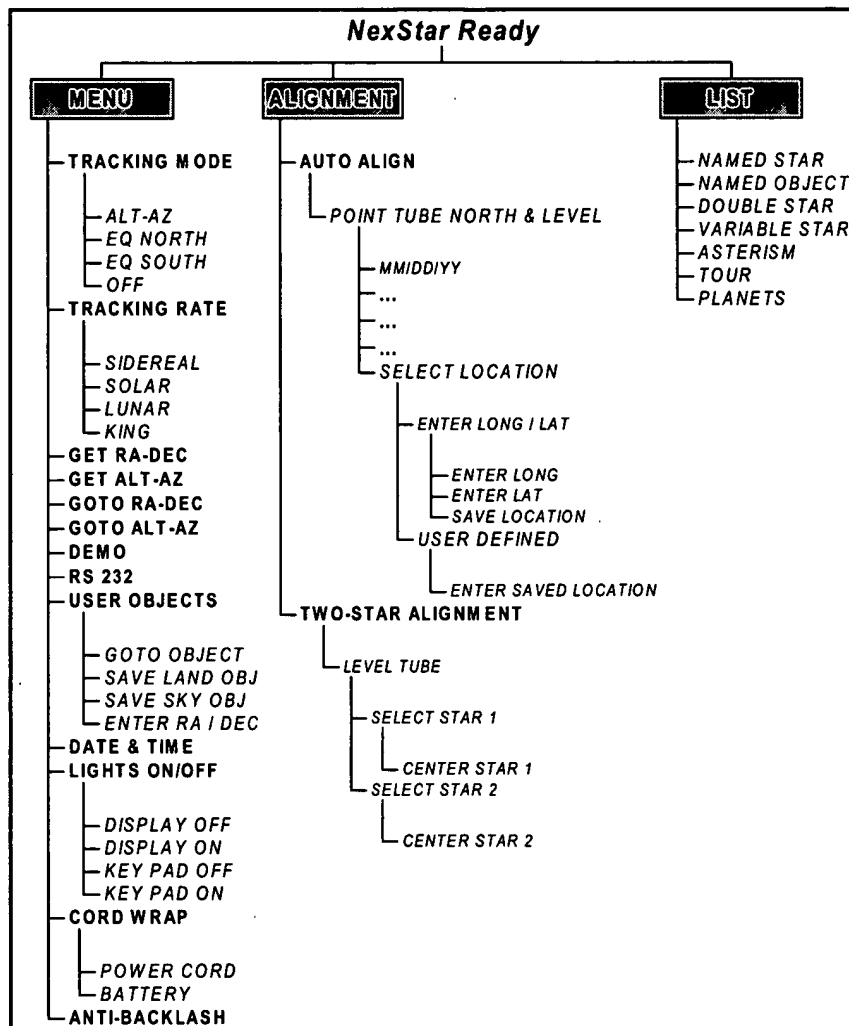 NexStar Ready
MENU
TRACKING MODE
ALT-AZ
EQ NORTH
EQ SOUTH
OFF
TRACKING RATE
SIDEREAL
SOLAR
LUNAR
KING
GET RA-DEC
GET ALT-AZ
GOTO RA-DEC
GOTO ALT-AZ
DEMO
RS 232
USER OBJECTS
GOTO OBJECT
SAVE LAND OBJ
SAVE SKY OBJ
ENTER RA / DEC
DATE & TIME
LIGHTS ON/OFF
DISPLAY OFF
DISPLAY ON
KEY PAD OFF
KEY PAD ON
CORD WRAP
POWER CORD
BATTERY
ANTI-BACKLASH
ALIGNMENT
AUTO ALIGN
POINT TUBE NORTH & LEVEL
MM/DD/YY
...
...
...
SELECT LOCATION
ENTER LONG / LAT
ENTER LONG
ENTER LAT
SAVE LOCATION
USER DEFINED
ENTER SAVED LOCATION
TWO-STAR ALIGNMENT
LEVEL TUBE
SELECT STAR 1
CENTER STAR 1
SELECT STAR 2
CENTER STAR 2
LIST
NAMED STAR
NAMED OBJECT
DOUBLE STAR
VARIABLE STAR
ASTERISM
TOUR
PLANETS